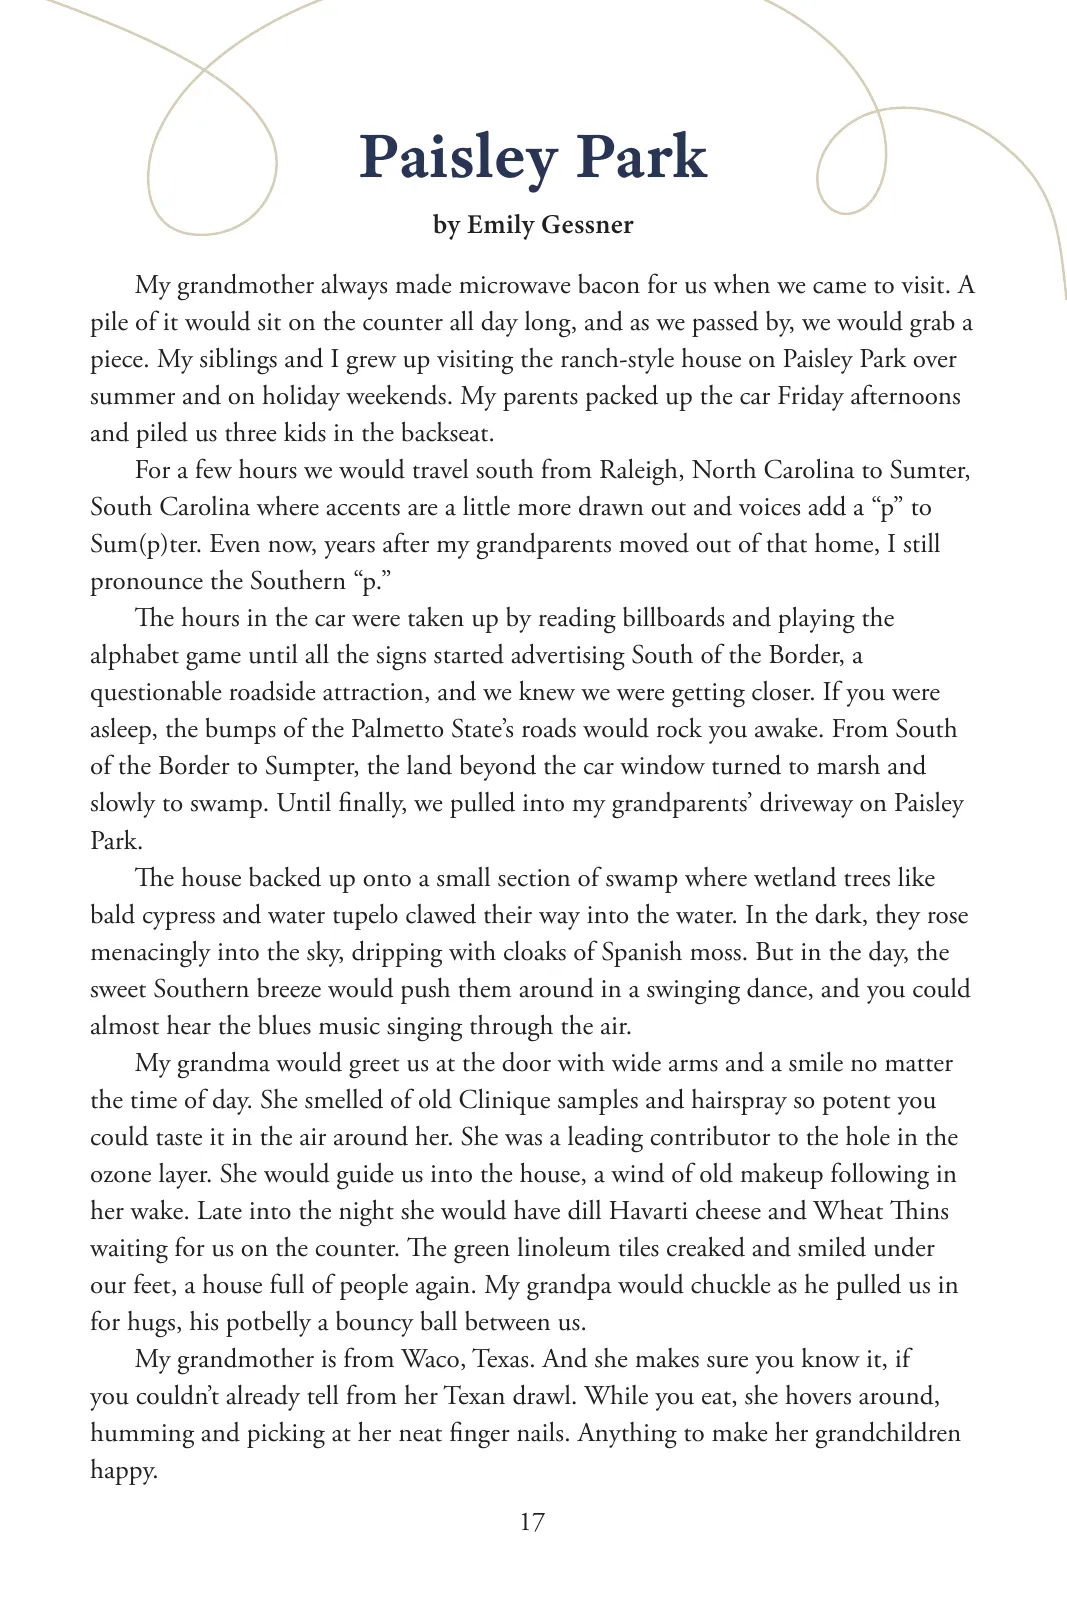 Paisley Park
by Emily Gessner
My grandmother always made microwave bacon for us when we came to visit. A
pile of it would sit on the counter all day long, and as we passed by, we would grab a
piece. My siblings and I grew up visiting the ranch-style house on Paisley Park over
summer and on holiday weekends. My parents packed up the car Friday afternoons
and piled us three kids in the backseat.
For a few hours we would travel south from Raleigh, North Carolina to Sumter,
South Carolina where accents are a little more drawn out and voices add a “p” to
Sum(p)ter. Even now, years after my grandparents moved out of that home, I still
pronounce the Southern “p.”
The hours in the car were taken up by reading billboards and playing the
alphabet game until all the signs started advertising South of the Border, a
questionable roadside attraction, and we knew we were getting closer. If you were
asleep, the bumps of the Palmetto State’s roads would rock you awake. From South
of the Border to Sumpter, the land beyond the car window turned to marsh and
slowly to swamp. Until finally, we pulled into my grandparents’ driveway on Paisley
Park.
The house backed up onto a small section of swamp where wetland trees like
bald cypress and water tupelo clawed their way into the water. In the dark, they rose
menacingly into the sky, dripping with cloaks of Spanish moss. But in the day, the
sweet Southern breeze would push them around in a swinging dance, and you could
almost hear the blues music singing through the air.
My grandma would greet us at the door with wide arms and a smile no matter
the time of day. She smelled of old Clinique samples and hairspray so potent you
could taste it in the air around her. She was a leading contributor to the hole in the
ozone layer. She would guide us into the house, a wind of old makeup following in
her wake. Late into the night she would have dill Havarti cheese and Wheat Thins
waiting for us on the counter. The green linoleum tiles creaked and smiled under
our feet, a house full of people again. My grandpa would chuckle as he pulled us in
for hugs, his potbelly a bouncy ball between us.
My grandmother is from Waco, Texas. And she makes sure you know it, if
you couldn’t already tell from her Texan drawl. While you eat, she hovers around,
humming and picking at her neat finger nails. Anything to make her grandchildren
happy.
17